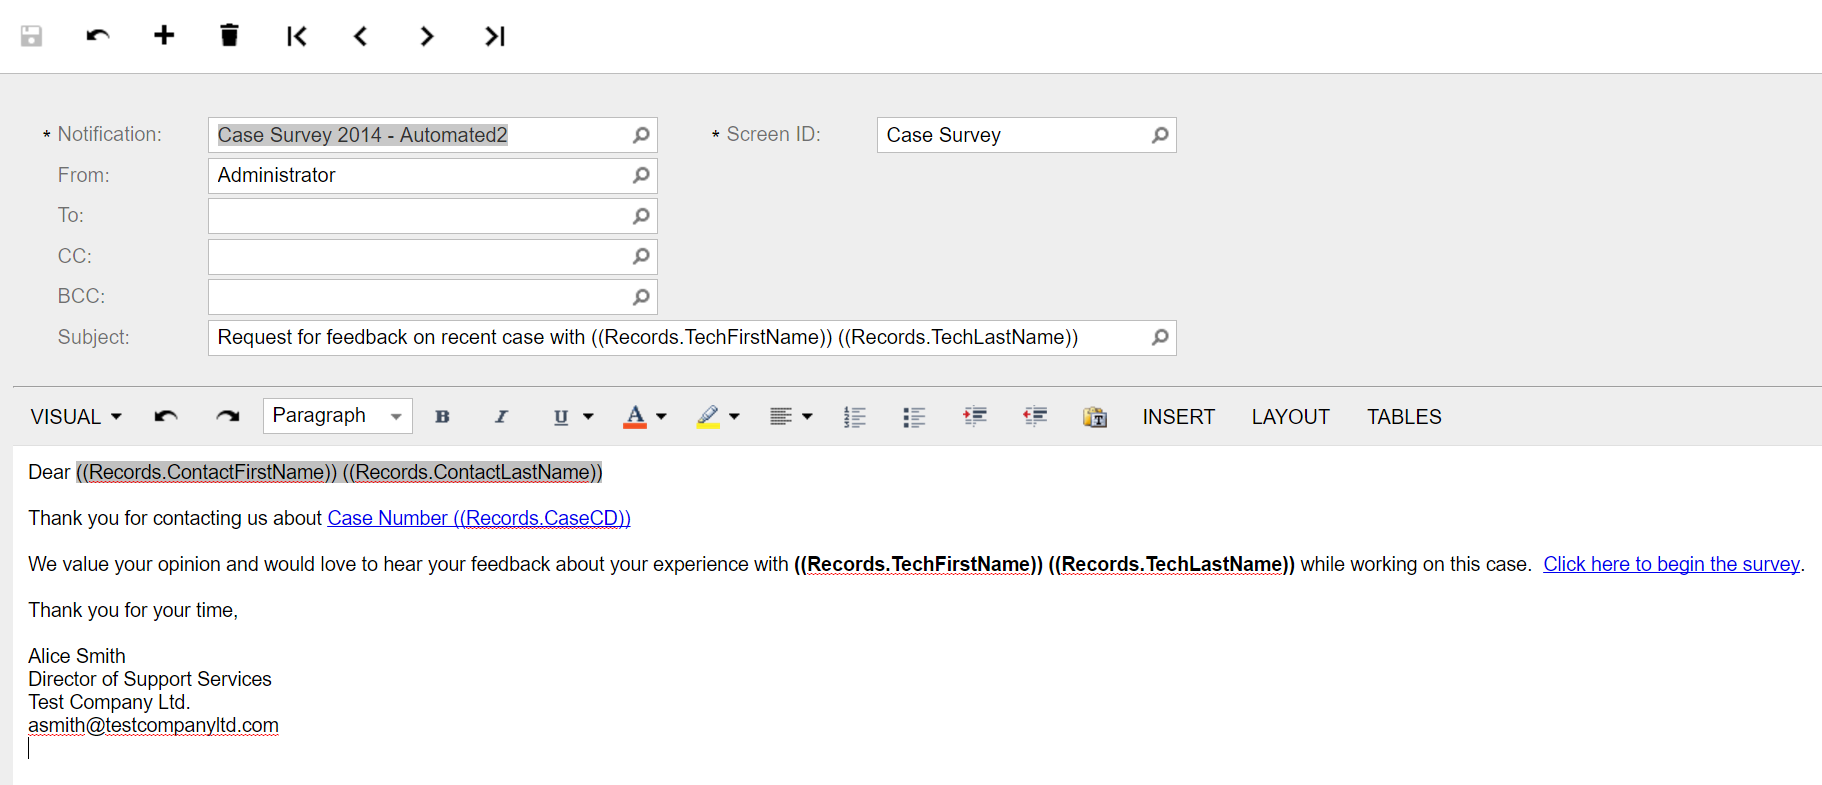 * Notification: Case Survey 2014 - Automated2 * Screen ID: Case Survey
From: Administrator
To:
CC:
BCC:
Subject: Request for feedback on recent case with ((Records.TechFirstName)) ((Records.TechLastName))
VISUAL Paragraph B I U A INSERT LAYOUT TABLES
Dear ((Records.ContactFirstName)) ((Records.ContactLastName))
Thank you for contacting us about Case Number ((Records.CaseCD))
We value your opinion and would love to hear your feedback about your experience with ((Records.TechFirstName)) ((Records.TechLastName)) while working on this case. Click here to begin the survey.
Thank you for your time,
Alice Smith
Director of Support Services
Test Company Ltd.
asmith@testcompanyltd.com